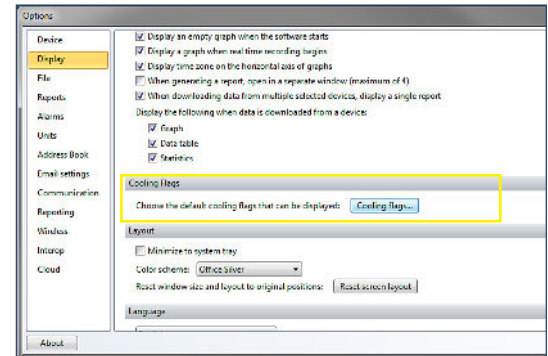 Options
Device
Display
File
Reports
Alarms
Units
Address Book
Email settings
Communication
Reporting
Wireless
Interop
Cloud
Display an empty graph when the software starts
Display a graph when real time recording begins
Display time zone on the horizontal axis of graphs
When generating a report, open in a separate window (maximum of 4)
When downloading data from multiple selected devices, display a single report
Display the following when data is downloaded from a device:
Graph
Data table
Statistics
Cooling Flags
Choose the default cooling flags that can be displayed: Cooling flags...
Layout
Minimize to system tray
Color scheme: Office Silver
Reset window size and layout to original positions: Reset screen layout
Language
About